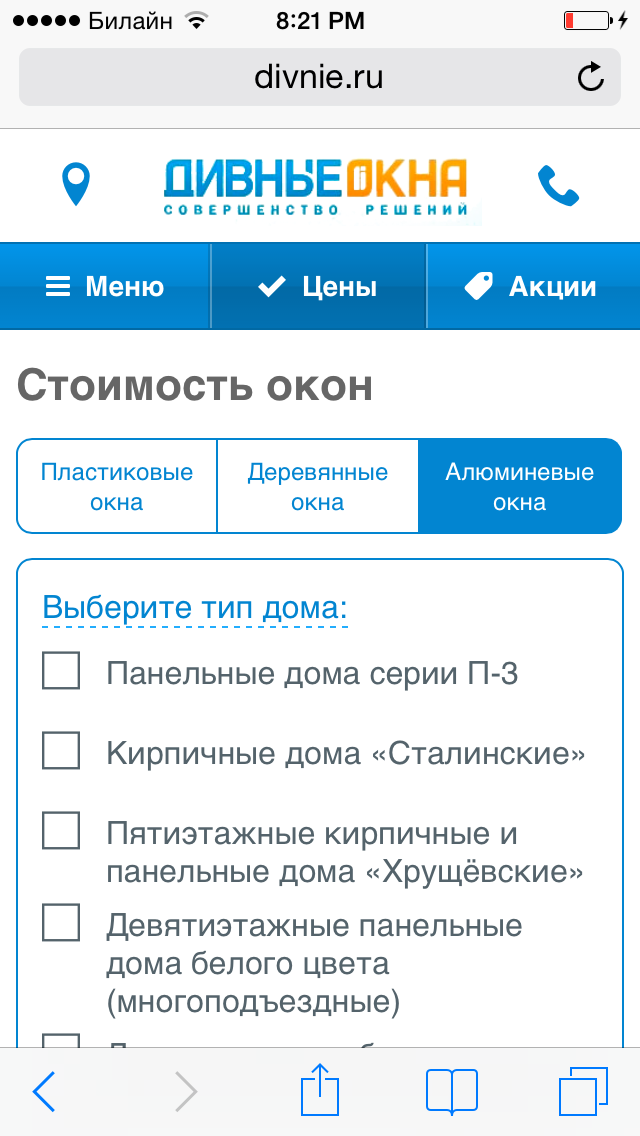 Билайн 8:21 PM
divnie.ru
ДИВНЫЕ ОКНА
СОВЕРШЕНСТВО РЕШЕНИЙ
Меню Цены Акции
Стоимость окон
Пластиковые окна
Деревянные окна
Алюминевые окна
Выберите тип дома:
Панельные дома серии П-3
Кирпичные дома «Сталинские»
Пятиэтажные кирпичные и
панельные дома «Хрущёвские»
Девятиэтажные панельные
дома белого цвета
(многоподъездные)